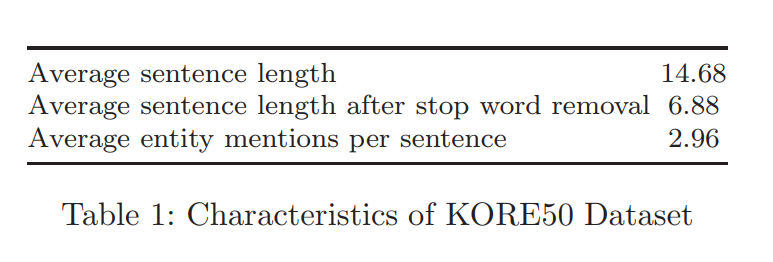 Average sentence length 14.68
Average sentence length after stop word removal 6.88
Average entity mentions per sentence 2.96
Table 1: Characteristics of KORE50 Dataset